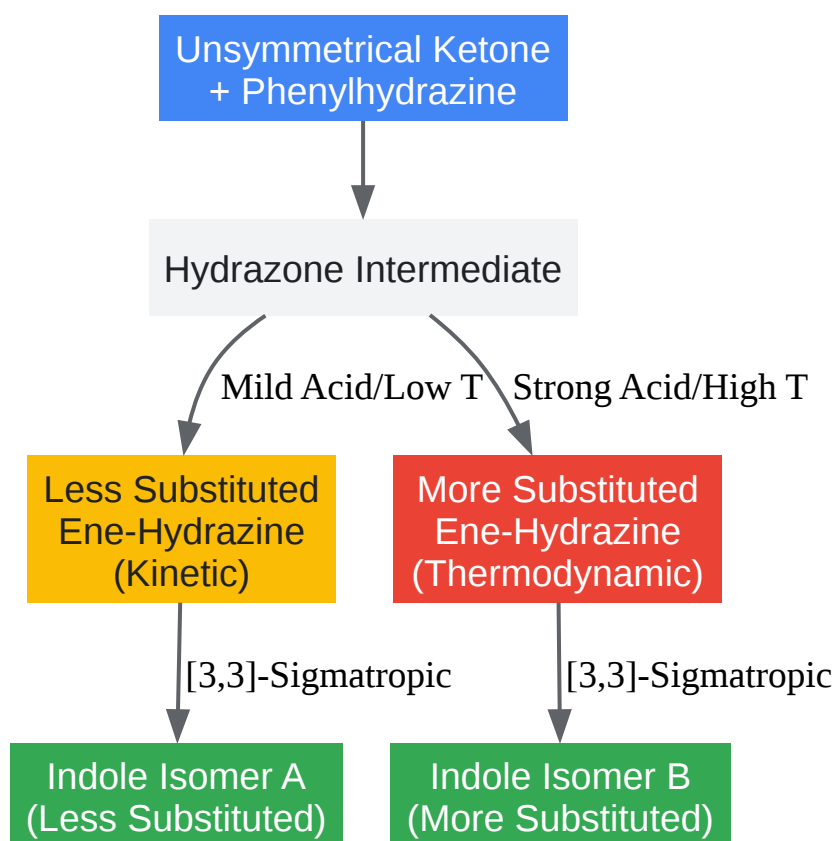 Unsymmetrical Ketone
+ Phenylhydrazine
Hydrazone Intermediate
Mild Acid/Low T
Strong Acid/High T
Less Substituted
Ene-Hydrazine
(Kinetic)
More Substituted
Ene-Hydrazine
(Thermodynamic)
[3,3]-Sigmatropic
[3,3]-Sigmatropic
Indole Isomer A
(Less Substituted)
Indole Isomer B
(More Substituted)